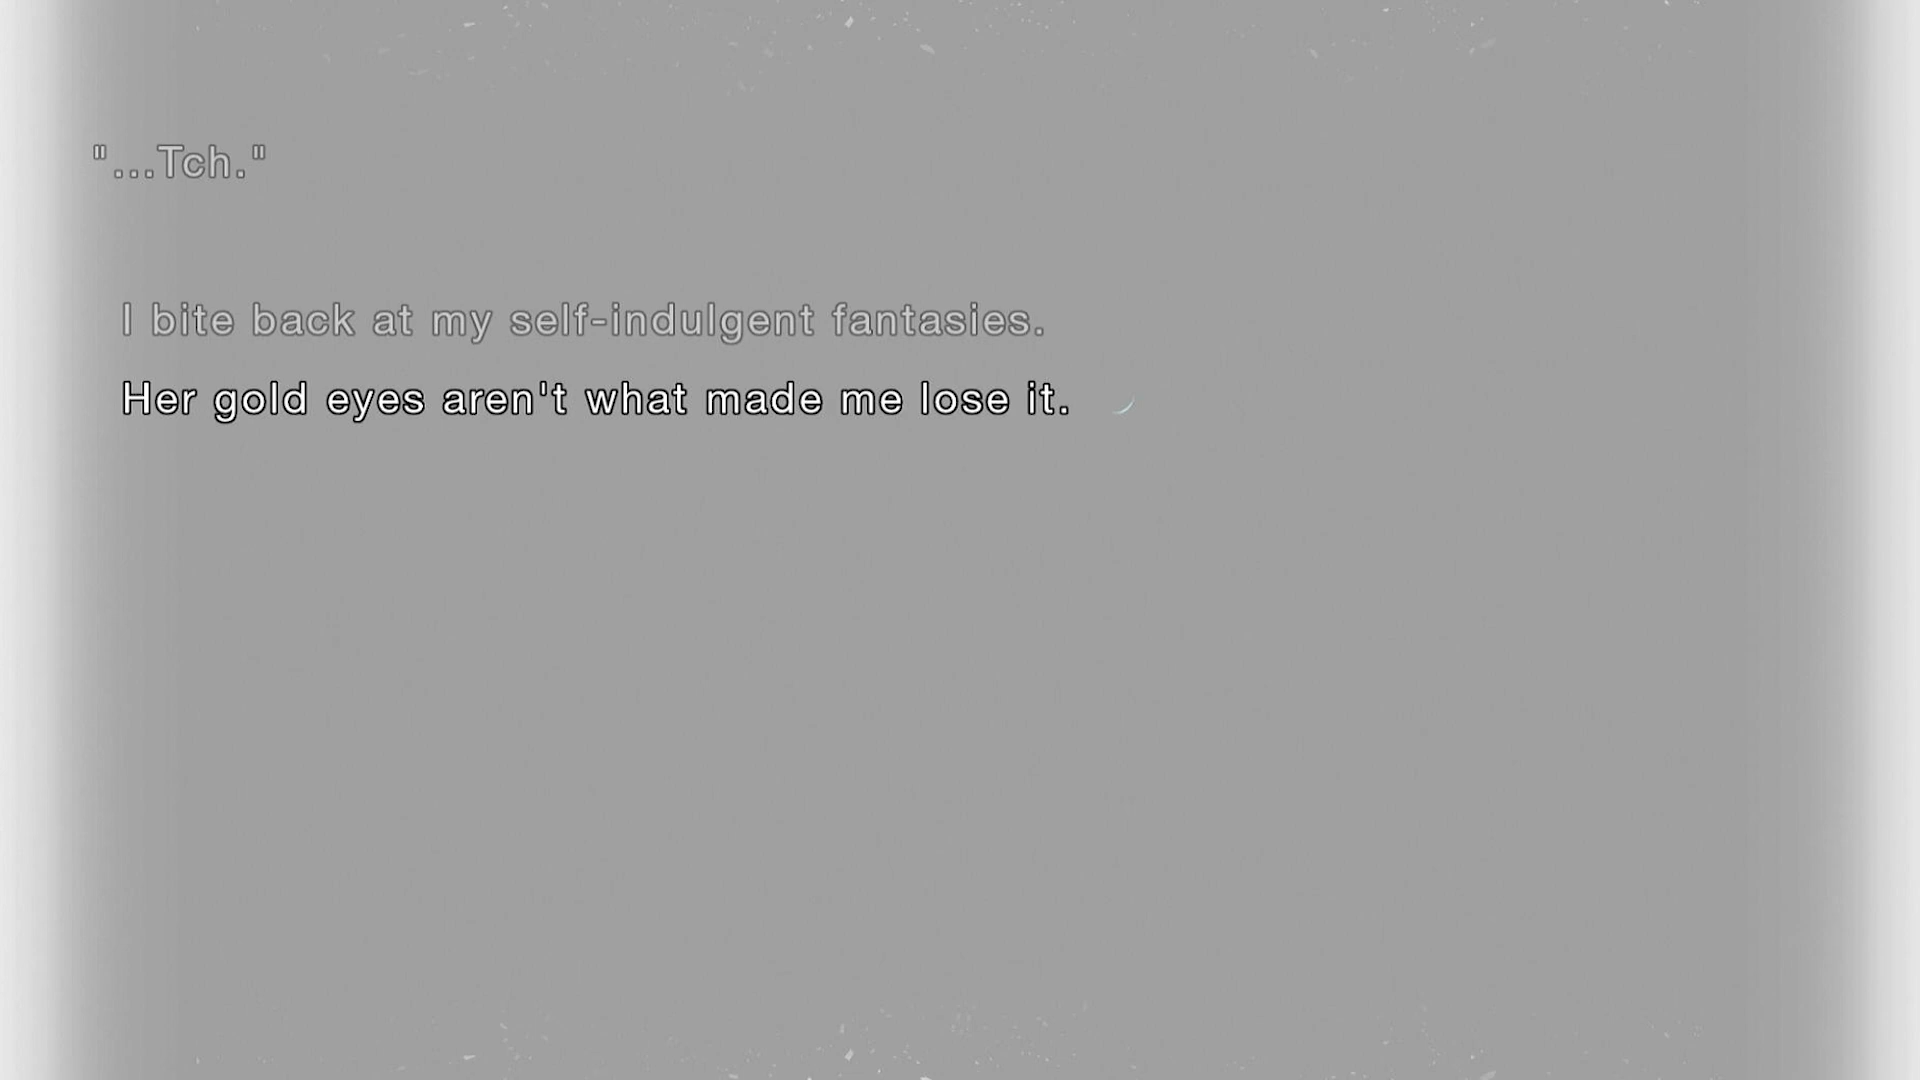 "...Tch."
I bite back at my self-indulgent fantasies.
Her gold eyes aren't what made me lose it.